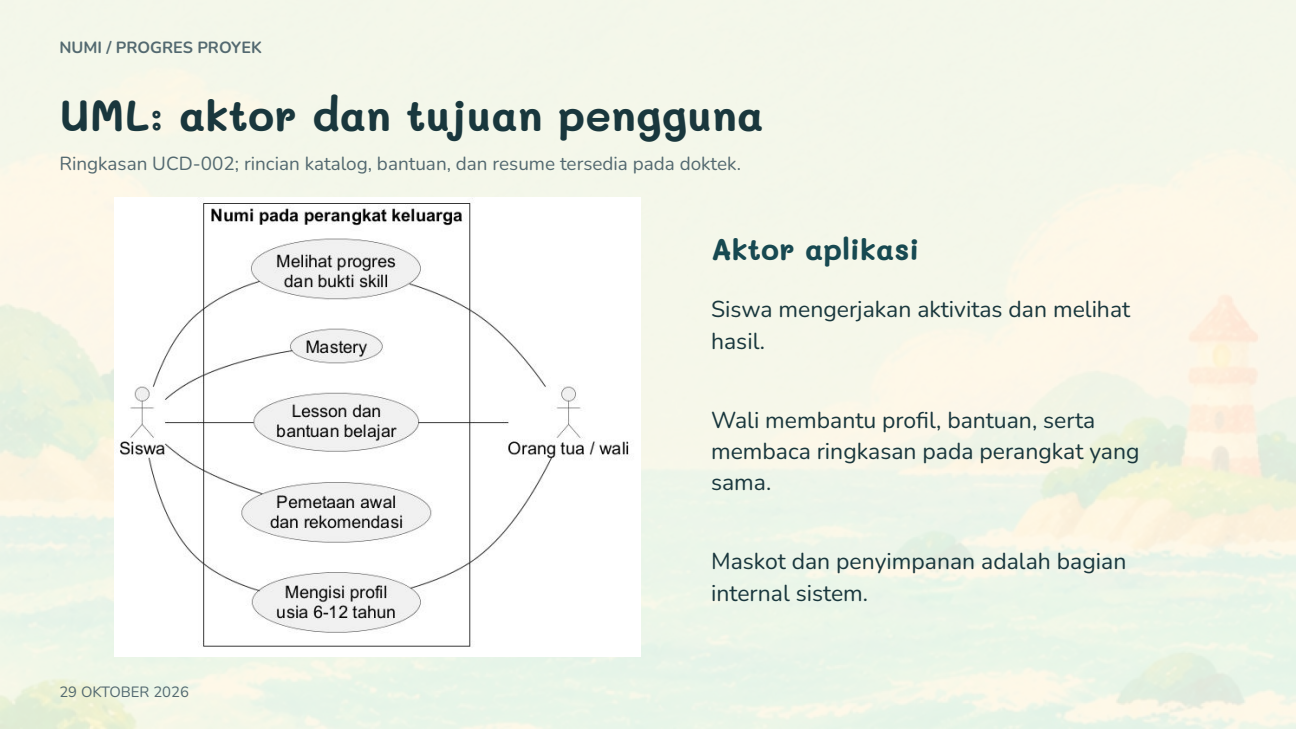 NUMI / PROGRES PROYEK
UML: aktor dan tujuan pengguna
Ringkasan UCD-002; rincian katalog, bantuan, dan resume tersedia pada doktek.
Numi pada perangkat keluarga
Melihat progres
dan bukti skill
Mastery
Lesson dan
bantuan belajar
Siswa
Orang tua / wali
Pemetaan awal
dan rekomendasi
Mengisi profil
usia 6-12 tahun
Aktor aplikasi
Siswa mengerjakan aktivitas dan melihat
hasil.
Wali membantu profil, bantuan, serta
membaca ringkasan pada perangkat yang
sama.
Maskot dan penyimpanan adalah bagian
internal sistem.
29 OKTOBER 2026